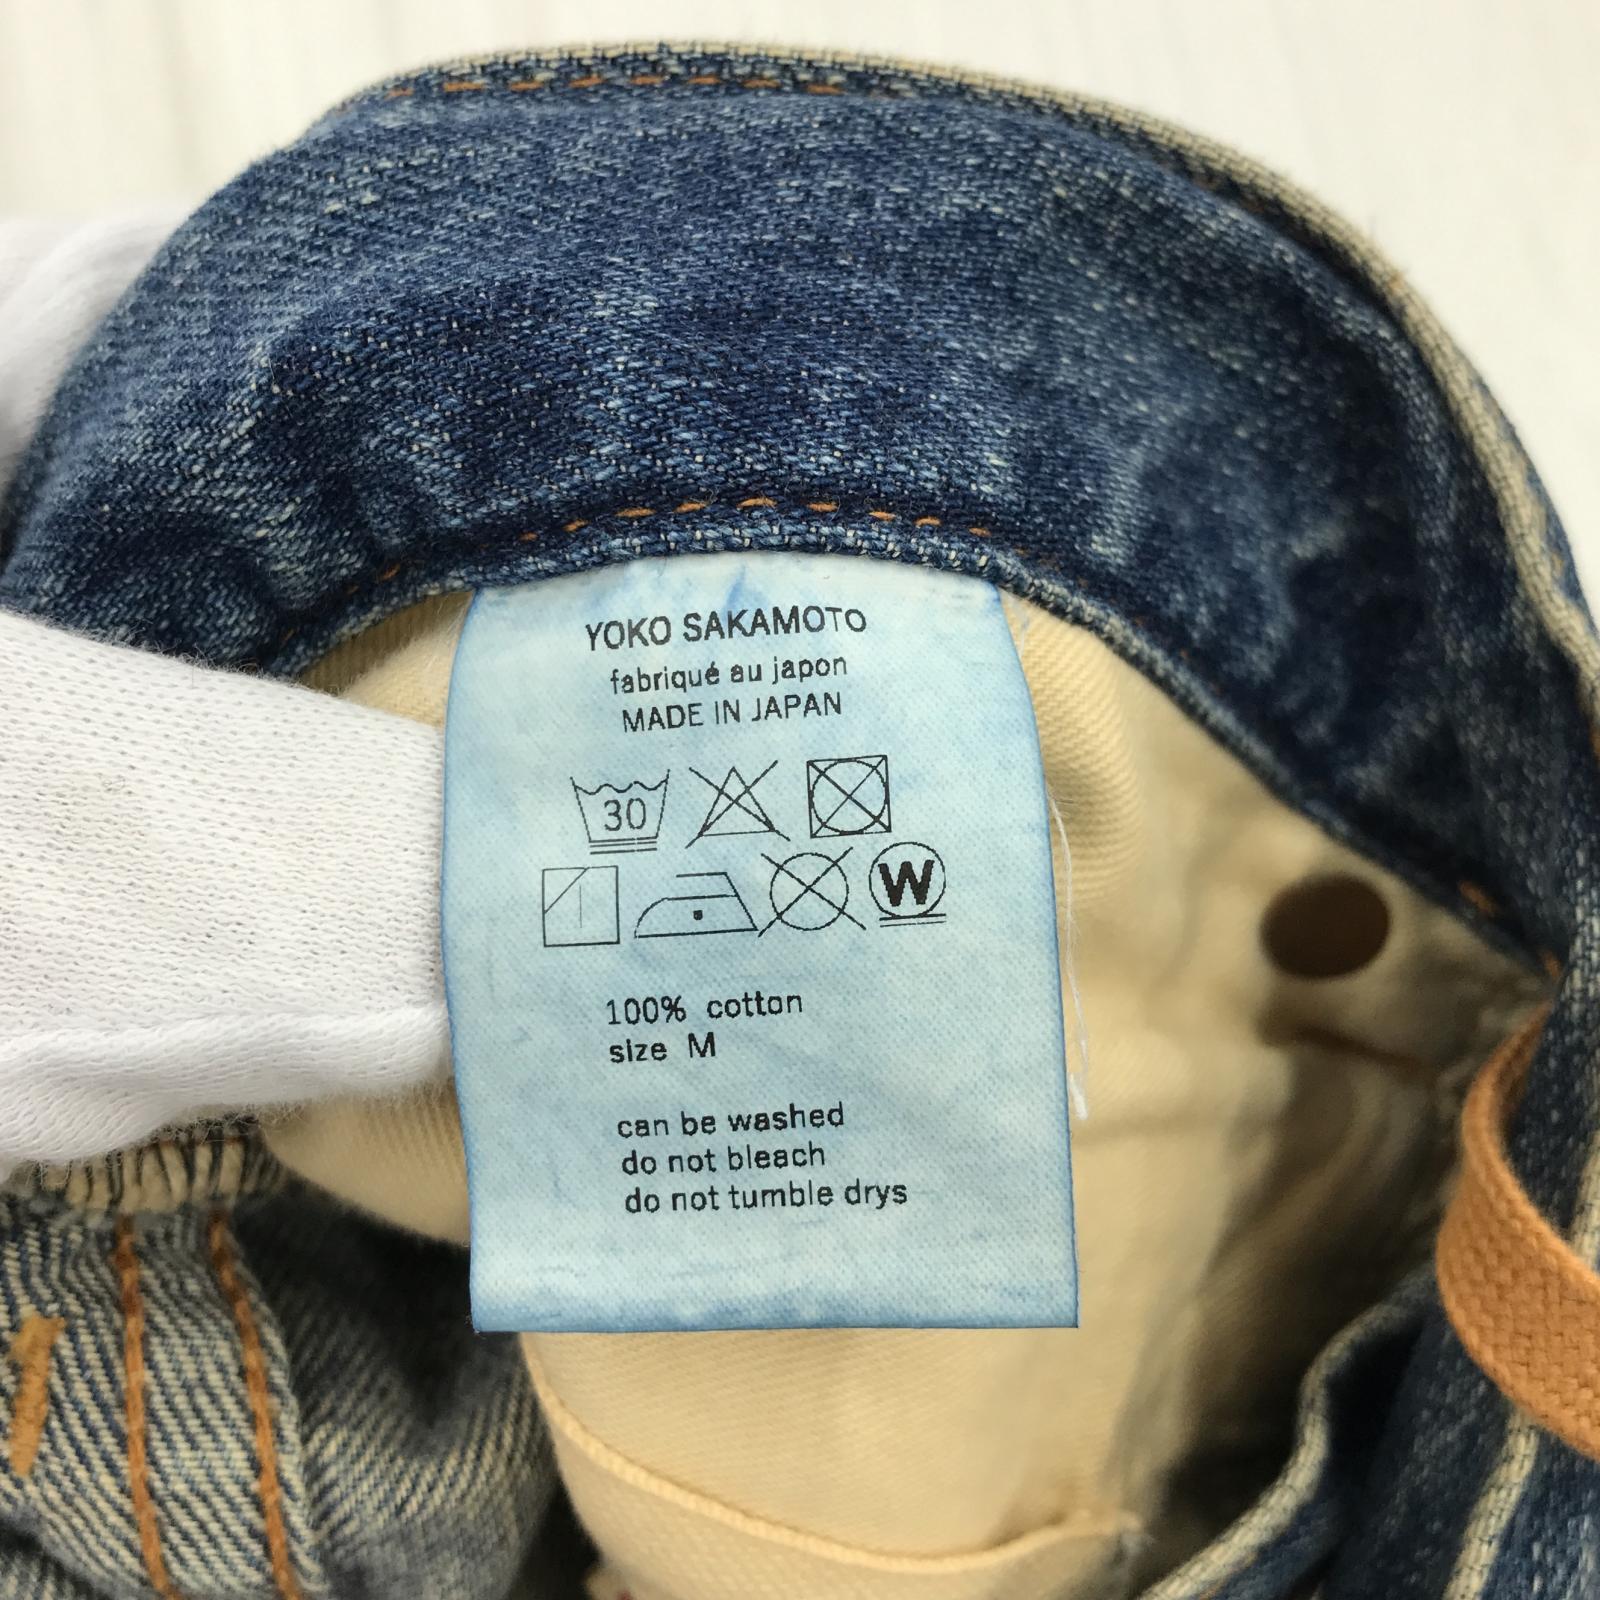 YOKO SAKAMOTO
fabriqué au japon
MADE IN JAPAN
30
W
100% cotton
size M
can be washed
do not bleach
do not tumble drys